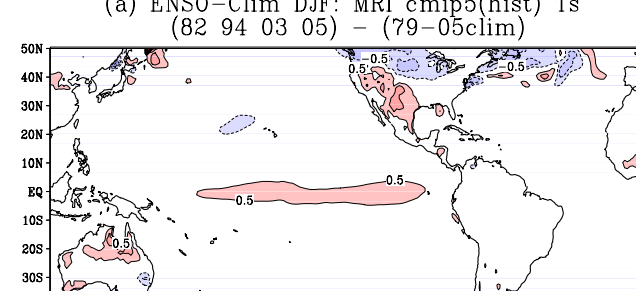 (a) ENSO-Clim DJF: MRI cmip5(hist) Ts
(82 94 03 05) - (79-05clim)
50N
40N
30N
20N
10N
EQ
10S
20S
30S
-0.5
0.5
-0.5
0.5
0.5
0.5